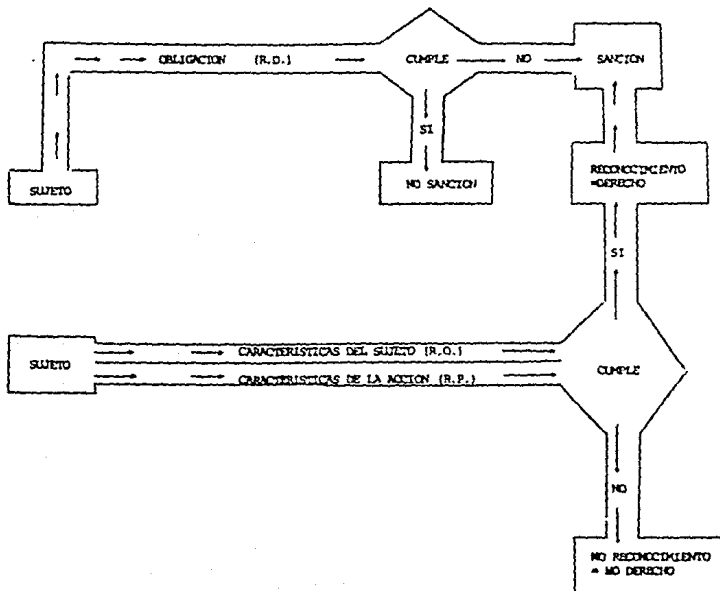 OBLIGACION (R.D.)
CUMPLE
NO
SANCION
SI
SUJETO
NO SANCION
RECONOCIMIENTO
=DERECHO
SI
SUJETO
CARACTERISTICAS DEL SUJETO (R.O.)
CARACTERISTICAS DE LA ACCION (R.P.)
CUMPLE
NO
NO RECONOCIMIENTO
= NO DERECHO